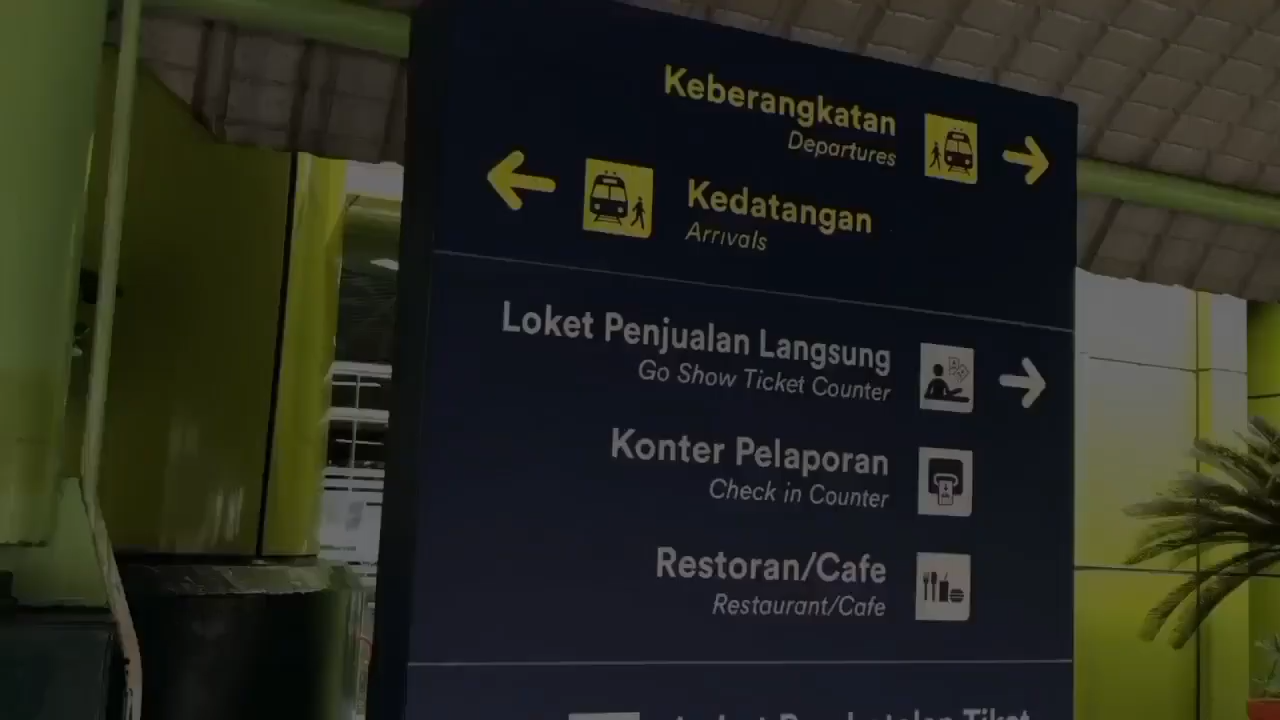 Keberangkatan
Departures
Kedatangan
Arrivals
Loket Penjualan Langsung
Go Show Ticket Counter
Konter Pelaporan
Check in Counter
Restoran/Cafe
Restaurant/Cafe
Tiket